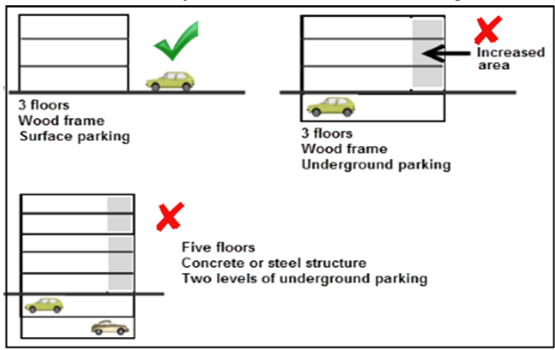 Increased
area
3 floors
Wood frame
Surface parking
3 floors
Wood frame
Underground parking
Five floors
Concrete or steel structure
Two levels of underground parking